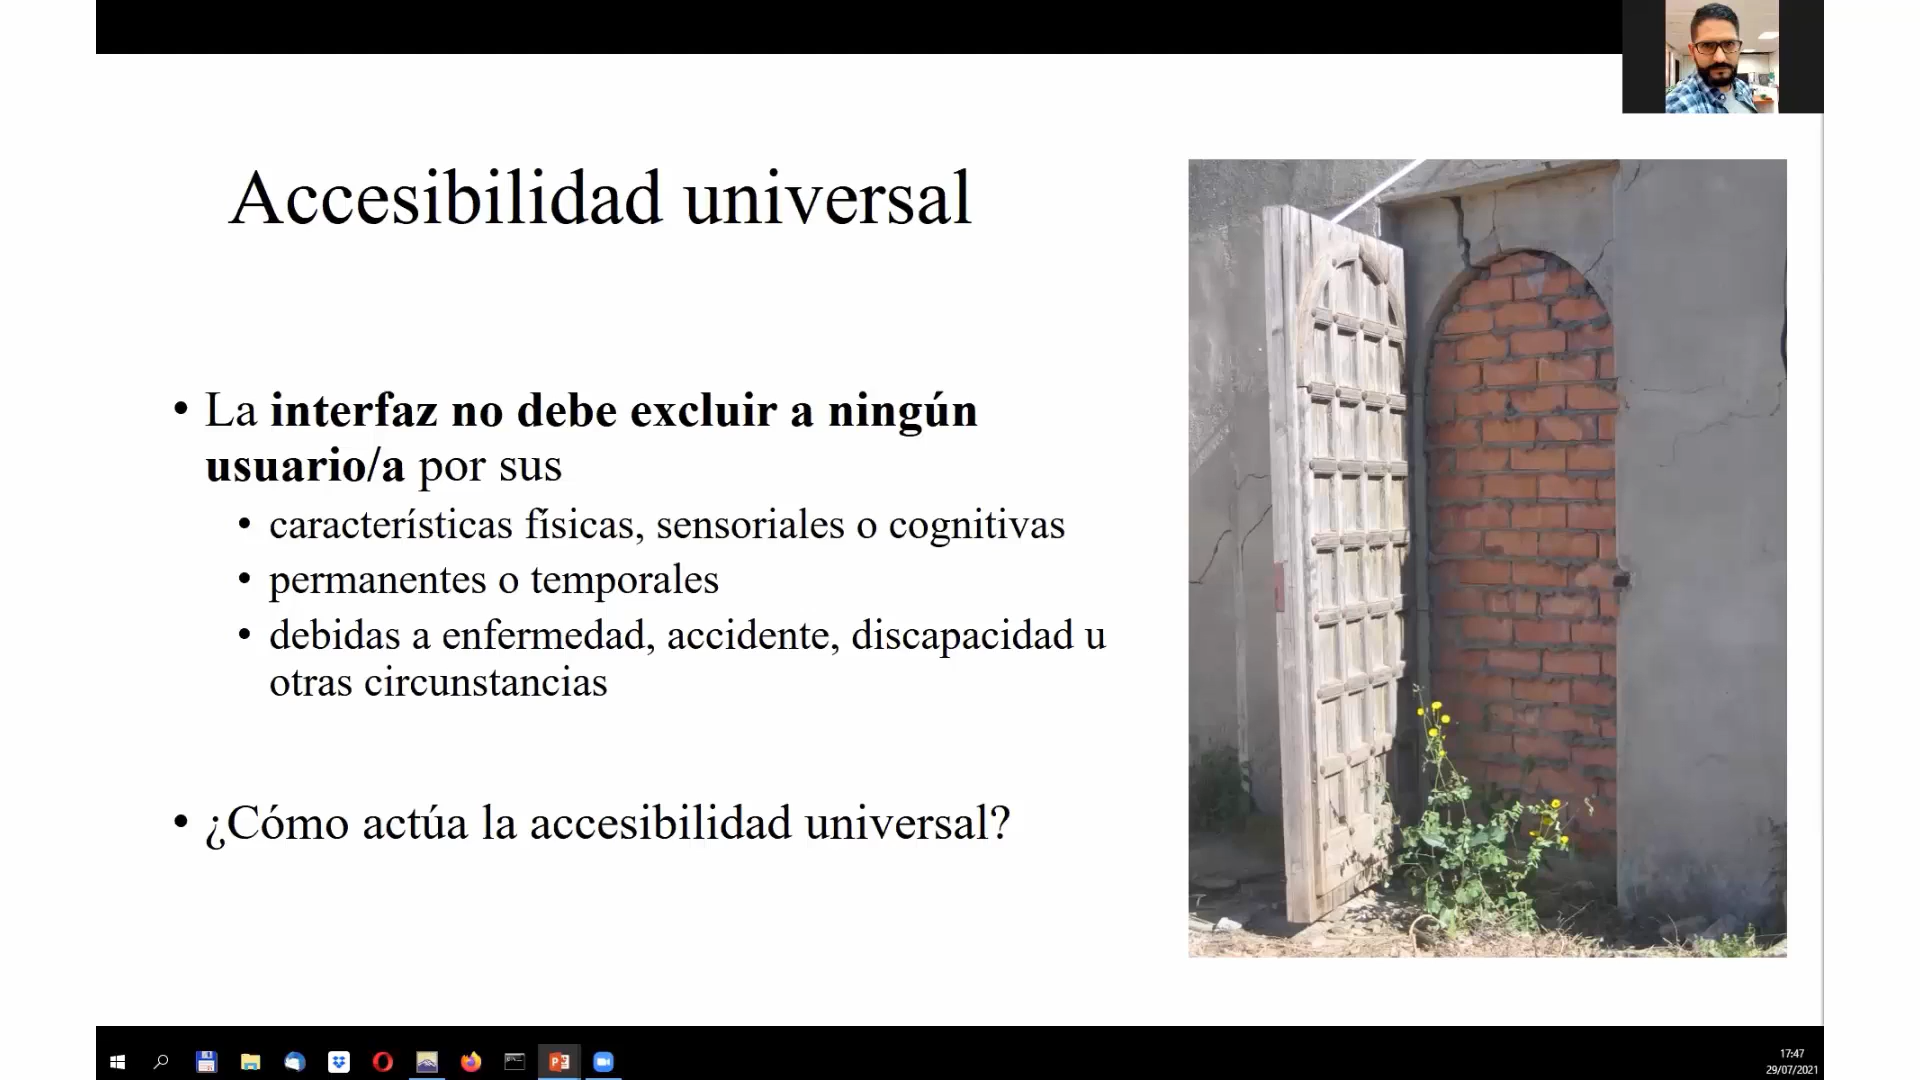 Accesibilidad universal
• La interfaz no debe excluir a ningún
usuario/a por sus
• características físicas, sensoriales o cognitivas
• permanentes o temporales
• debidas a enfermedad, accidente, discapacidad u
otras circunstancias
• ¿Cómo actúa la accesibilidad universal?
17:47
29/07/2021